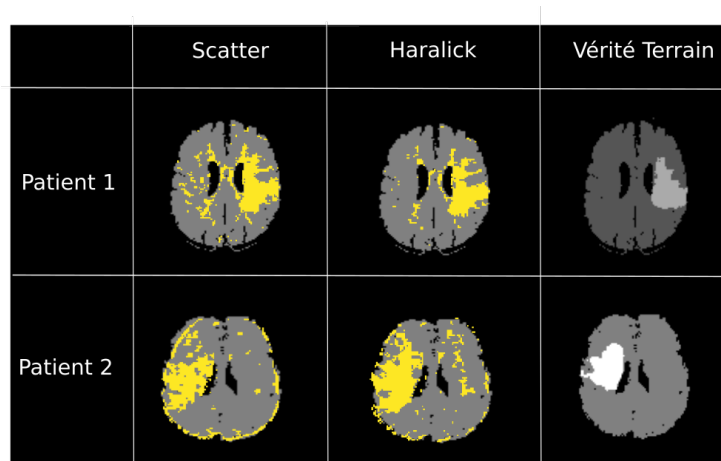 Scatter
Haralick
Vérité Terrain
Patient 1
Patient 2